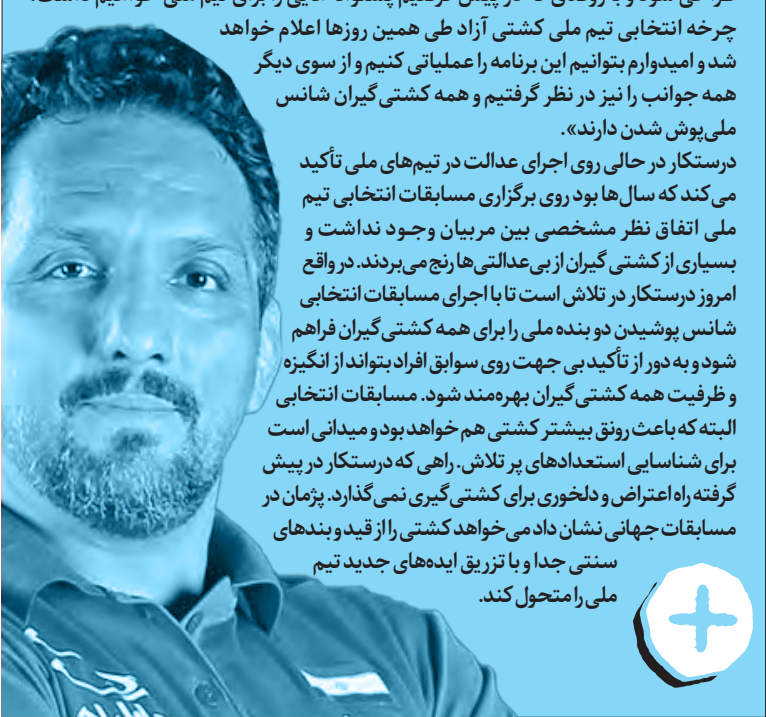 چرخه انتخابی تیم ملی کشتی آزاد طی همین روزها اعلام خواهد
شد و امیدوارم بتوانیم این برنامه را عملیاتی کنیم و از سوی دیگر
همه جوانب را نیز در نظر گرفتیم و همه کشتی‌گیران شانس
ملی‌پوش شدن دارند».
درستکار در حالی روی اجرای عدالت در تیم‌های ملی تأکید
می‌کند که سال‌ها بود روی برگزاری مسابقات انتخابی تیم
ملی اتفاق نظر مشخصی بین مربیان وجود نداشت و
بسیاری از کشتی گیران از بی‌عدالتی‌ها رنج می‌بردند. در واقع
امروز درستکار در تلاش است تا با اجرای مسابقات انتخابی
شانس پوشیدن دو بنده ملی را برای همه کشتی‌گیران فراهم
شود و به دور از تأکید بی جهت روی سوابق افراد بتواند از انگیزه
و ظرفیت همه کشتی گیران بهره‌مند شود. مسابقات انتخابی
البته که باعث رونق بیشتر کشتی هم خواهد بود و میدانی است
برای شناسایی استعدادهای پر تلاش. راهی که درستکار در پیش
گرفته راه اعتراض و دلخوری برای کشتی‌گیری نمی‌گذارد. پژمان در
مسابقات جهانی نشان داد می‌خواهد کشتی را از قید و بندهای
سنتی جدا و با تزریق ایده‌های جدید تیم
ملی را متحول کند.